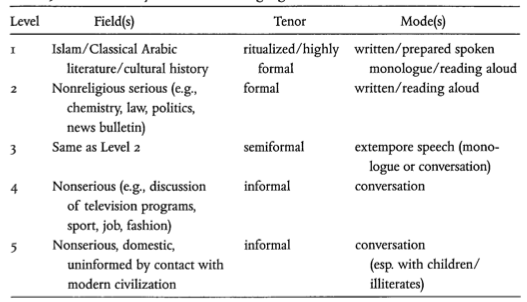 Level Field(s) Tenor Mode(s)
1 Islam/Classical Arabic ritualized/highly written/prepared spoken
literature/cultural history formal monologue/reading aloud
2 Nonreligious serious (e.g., formal written/reading aloud
chemistry, law, politics,
news bulletin)
3 Same as Level 2 semiformal extempore speech (mono-
logue or conversation)
4 Nonserious (e.g., discussion informal conversation
of television programs,
sport, job, fashion)
5 Nonserious, domestic, informal conversation
uninformed by contact with (esp. with children/
modern civilization illiterates)